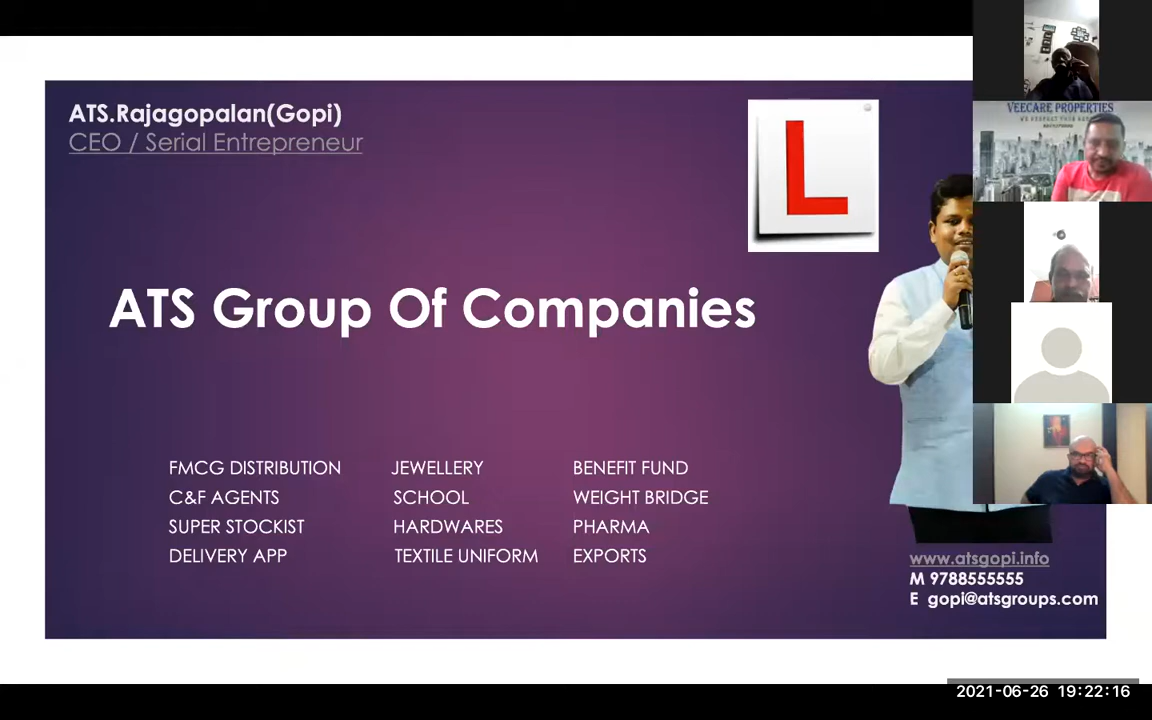 ATS.Rajagopalan(Gopi)
CEO / Serial Entrepreneur
L
ATS Group Of Companies
FMCG DISTRIBUTION JEWELLERY BENEFIT FUND
C&F AGENTS SCHOOL WEIGHT BRIDGE
SUPER STOCKIST HARDWARES PHARMA
DELIVERY APP TEXTILE UNIFORM EXPORTS
www.atsgopi.info
M 9788555555
E gopi@atsgroups.com
VEECARE PROPERTIES
2021-06-26 19:22:16